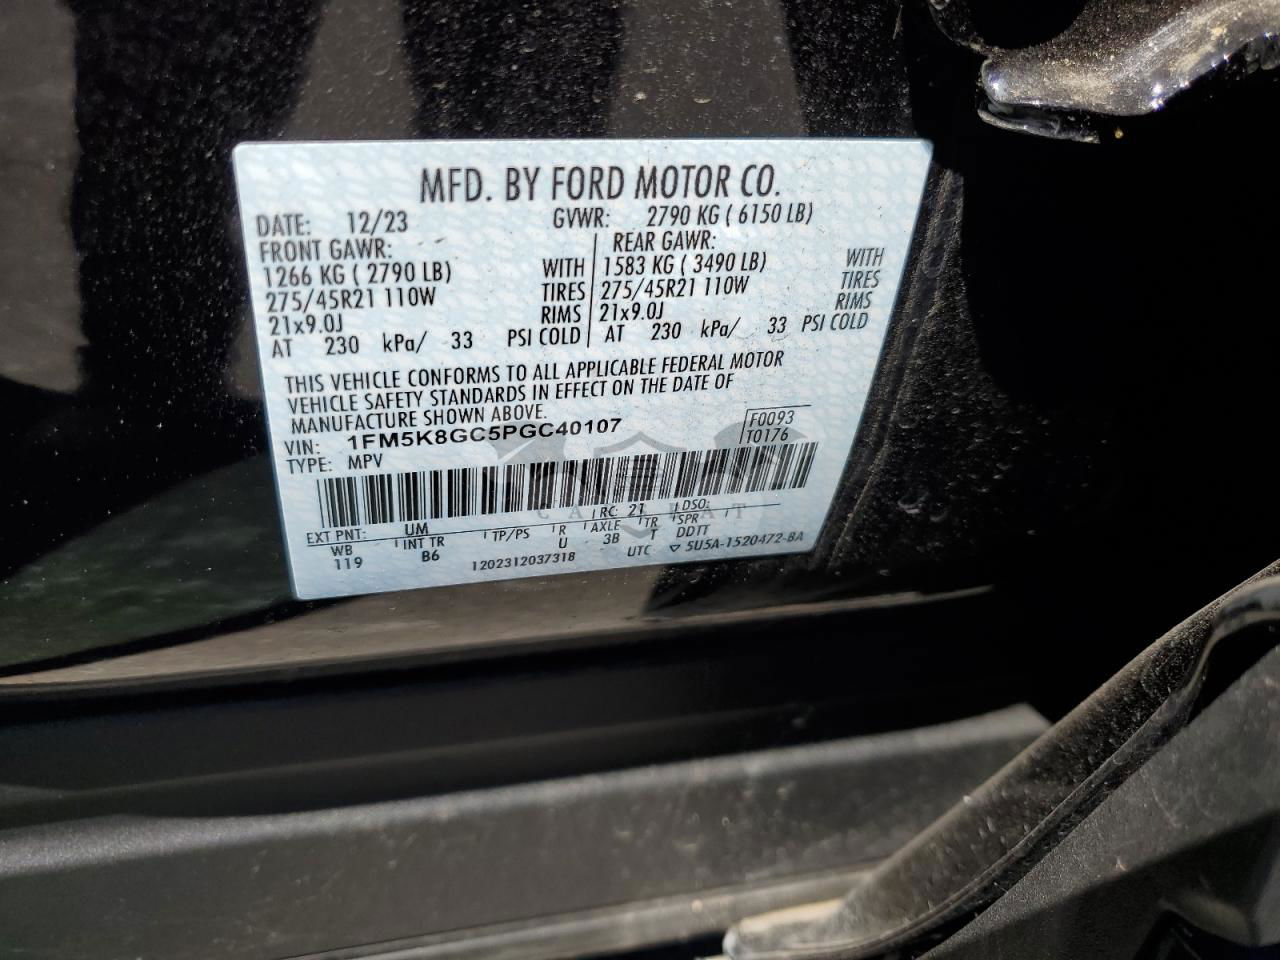 MFD. BY FORD MOTOR CO.
DATE: 12/23 GVWR: 2790 KG ( 6150 LB)
FRONT GAWR: REAR GAWR:
1266 KG ( 2790 LB) WITH 1583 KG ( 3490 LB) WITH
275/45R21 110W TIRES 275/45R21 110W TIRES
21x9.0J RIMS 21x9.0J RIMS
AT 230 kPa/ 33 PSI COLD AT 230 kPa/ 33 PSI COLD
THIS VEHICLE CONFORMS TO ALL APPLICABLE FEDERAL MOTOR
VEHICLE SAFETY STANDARDS IN EFFECT ON THE DATE OF
MANUFACTURE SHOWN ABOVE.
VIN: 1FM5K8GC5PGC40107 F0093
TYPE: MPV T0176
EXT PNT: UM RC: 21 DSO:
WB INT TR TP/PS R AXLE TR SPR
119 B6 U 3B T DDTT
1202312037318 UTC ▽ 5U5A-1520472-BA